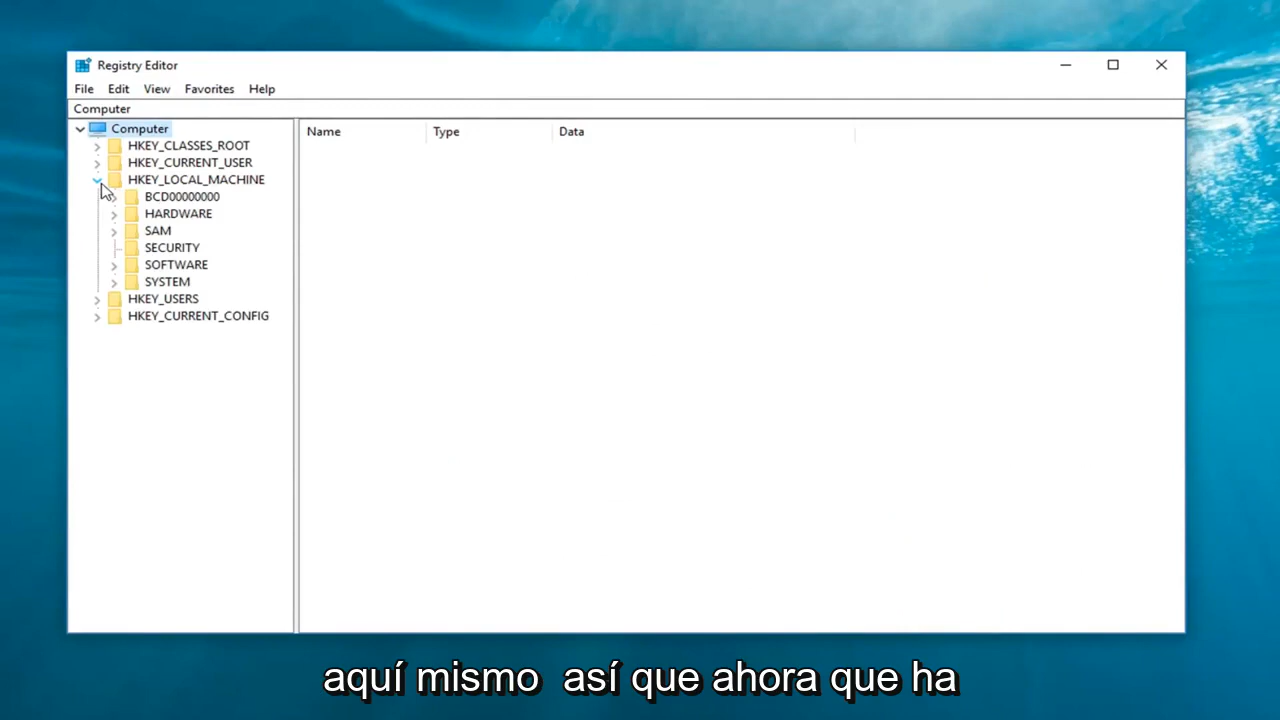 Registry Editor
File Edit View Favorites Help
Computer
Name Type Data
Computer
HKEY_CLASSES_ROOT
HKEY_CURRENT_USER
HKEY_LOCAL_MACHINE
BCD00000000
HARDWARE
SAM
SECURITY
SOFTWARE
SYSTEM
HKEY_USERS
HKEY_CURRENT_CONFIG
aquí mismo así que ahora que ha